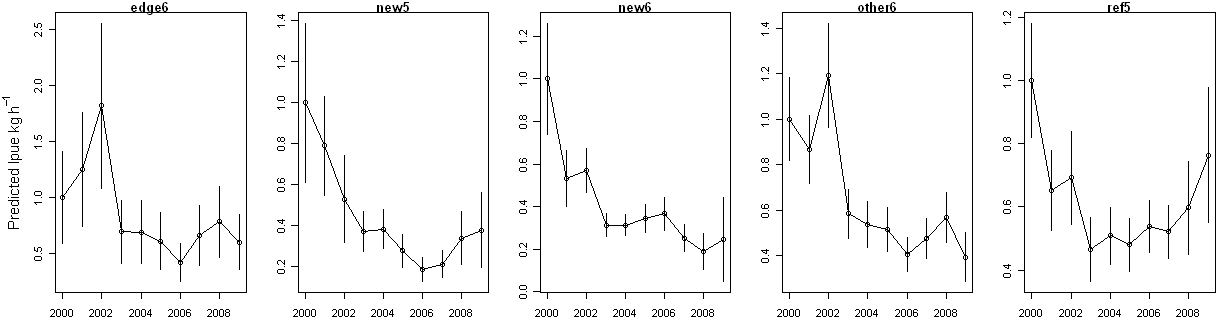 edge6 new5 new6 other6 ref5
Predicted lpue kg h⁻¹
0.5 1.0 1.5 2.0 2.5
2000 2002 2004 2006 2008
0.2 0.4 0.6 0.8 1.0 1.2 1.4
2000 2002 2004 2006 2008
0.0 0.2 0.4 0.6 0.8 1.0 1.2
2000 2002 2004 2006 2008
0.4 0.6 0.8 1.0 1.2 1.4
2000 2002 2004 2006 2008
0.4 0.6 0.8 1.0 1.2
2000 2002 2004 2006 2008